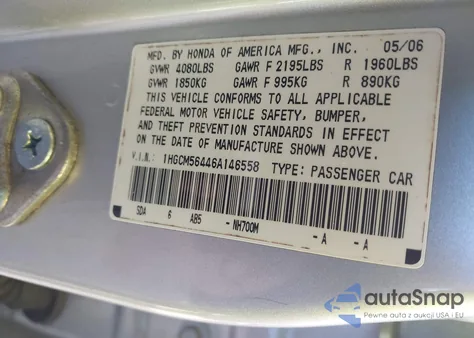 MFD. BY HONDA OF AMERICA MFG., INC. 05/06
GVWR 4080LBS GAWR F 2195LBS R 1960LBS
GVWR 1850KG GAWR F 995KG R 890KG
THIS VEHICLE CONFORMS TO ALL APPLICABLE
FEDERAL MOTOR VEHICLE SAFETY, BUMPER,
AND THEFT PREVENTION STANDARDS IN EFFECT
ON THE DATE OF MANUFACTURE SHOWN ABOVE.
V.I.N.: 1HGCM56446A146558 TYPE: PASSENGER CAR
SDA 6 AB5 -NH700M -A -A
autoSnap
Pewne auta z aukcji USA i EU